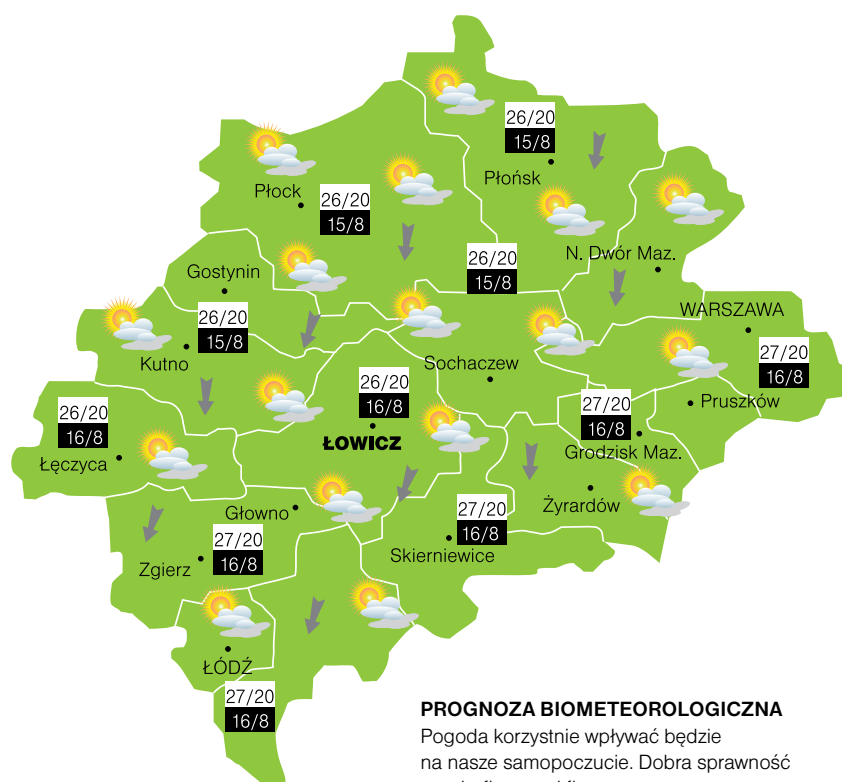 26/20
15/8
Płońsk
Płock
26/20
15/8
N. Dwór Maz.
26/20
15/8
Gostynin
WARSZAWA
26/20
15/8
Kutno
Sochaczew
27/20
16/8
Pruszków
26/20
16/8
ŁOWICZ
27/20
16/8
Grodzisk Maz.
26/20
16/8
Łęczyca
Żyrardów
Głowno
27/20
16/8
Skierniewice
27/20
16/8
Zgierz
ŁÓDŹ
27/20
16/8
PROGNOZA BIOMETEOROLOGICZNA
Pogoda korzystnie wpływać będzie
na nasze samopoczucie. Dobra sprawność